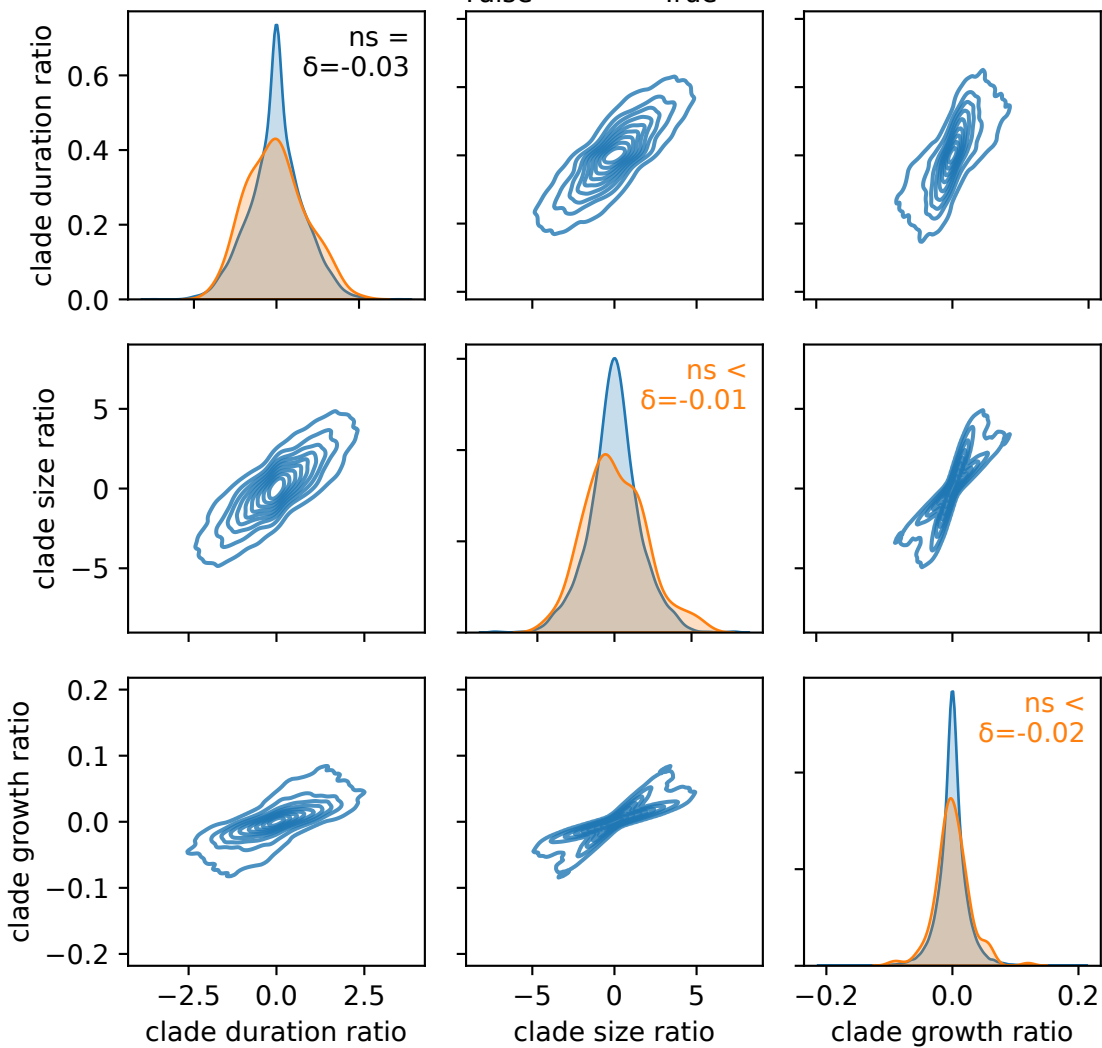 clade duration ratio
0.6
0.4
0.2
0.0
ns =
δ=-0.03
clade size ratio
5
0
−5
ns <
δ=-0.01
clade growth ratio
0.2
0.1
0.0
−0.1
−0.2
ns <
δ=-0.02
−2.5 0.0 2.5
−5 0 5
−0.2 0.0 0.2
clade duration ratio
clade size ratio
clade growth ratio